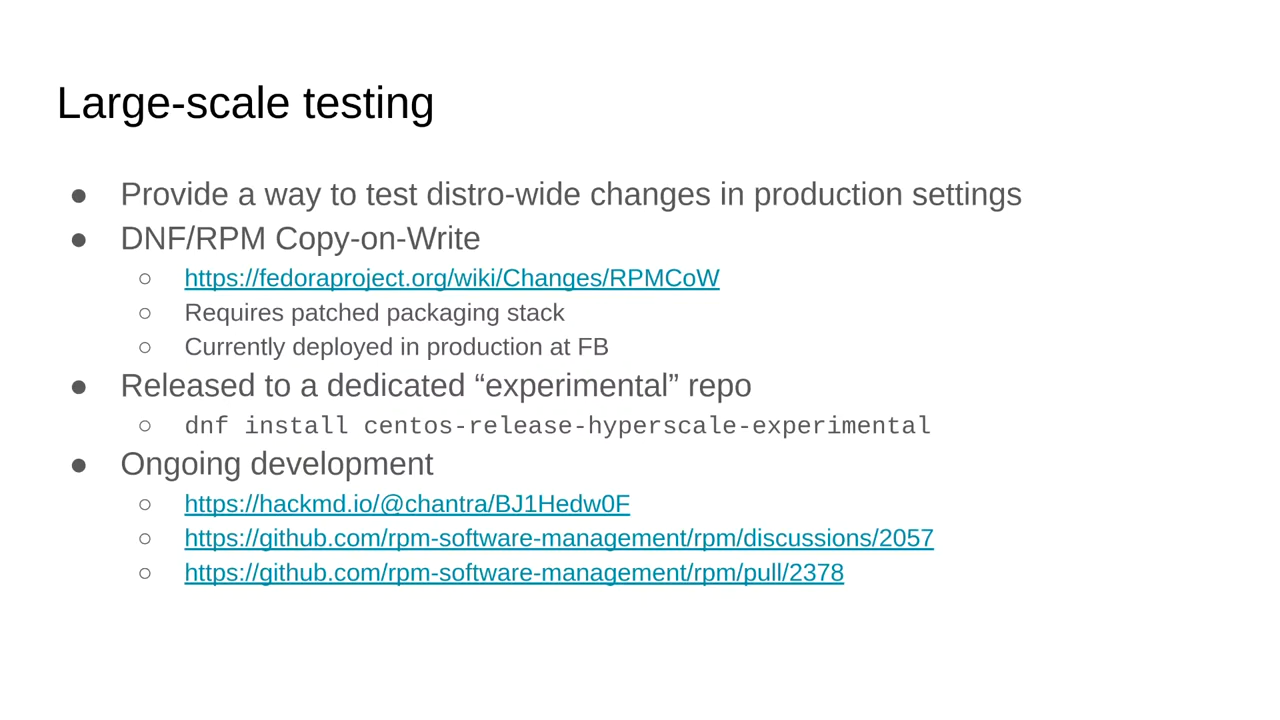 Large-scale testing
● Provide a way to test distro-wide changes in production settings
● DNF/RPM Copy-on-Write
○ https://fedoraproject.org/wiki/Changes/RPMCoW
○ Requires patched packaging stack
○ Currently deployed in production at FB
● Released to a dedicated “experimental” repo
○ dnf install centos-release-hyperscale-experimental
● Ongoing development
○ https://hackmd.io/@chantra/BJ1Hedw0F
○ https://github.com/rpm-software-management/rpm/discussions/2057
○ https://github.com/rpm-software-management/rpm/pull/2378